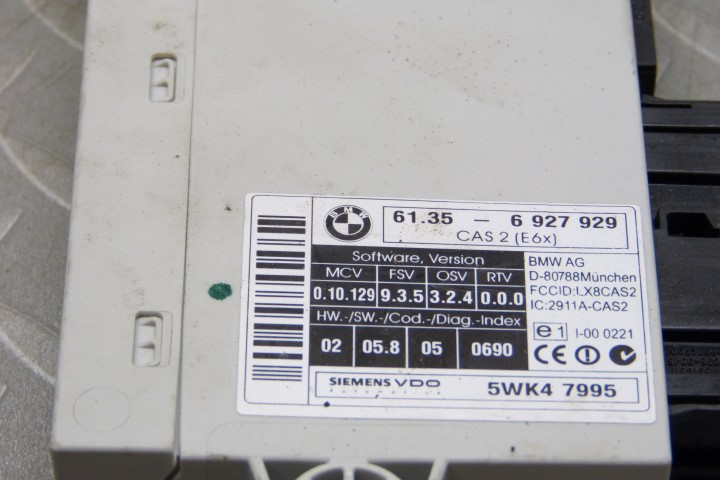 BMW
61.35 – 6 927 929
CAS 2 (E6x)
Software, Version
MCV FSV OSV RTV
0.10.129 9.3.5 3.2.4 0.0.0
HW.-/SW.-/Cod.-/Diag.-Index
02 05.8 05 0690
BMW AG
D-80788München
FCCID:LX8CAS2
IC:2911A-CAS2
e1 I-00 0221
CE
SIEMENS VDO
Automotive
5WK4 7995